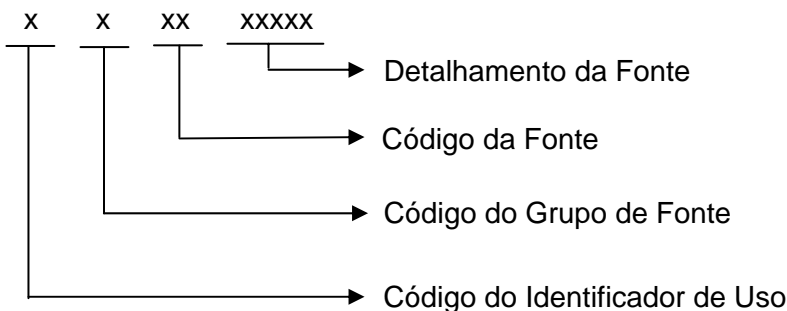 x x xx xxxxx
Detalhamento da Fonte
Código da Fonte
Código do Grupo de Fonte
Código do Identificador de Uso